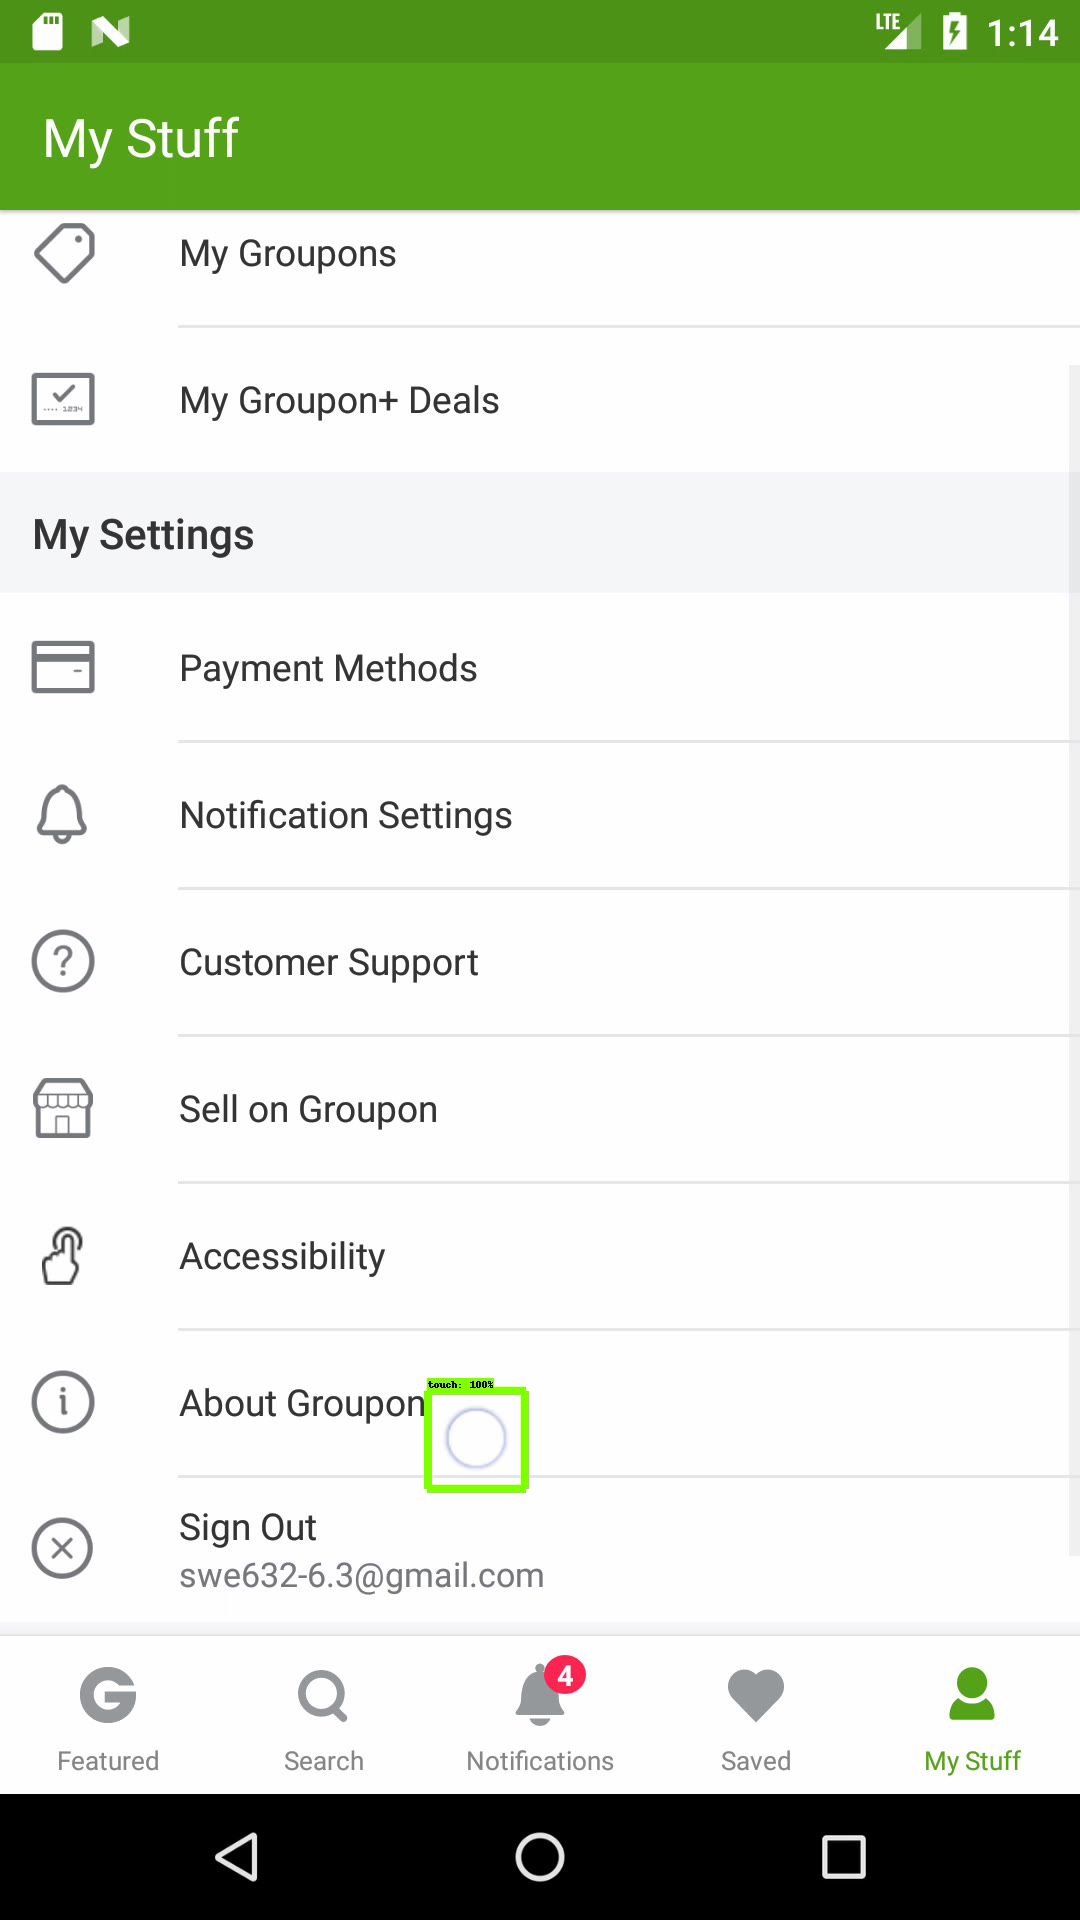 LTE
1:14
My Stuff
My Groupons
1234
My Groupon+ Deals
My Settings
Payment Methods
Notification Settings
?
Customer Support
Sell on Groupon
Accessibility
touch: 100%
i
About Groupon
Sign Out
swe632-6.3@gmail.com
4
G
Featured
Search
Notifications
Saved
My Stuff